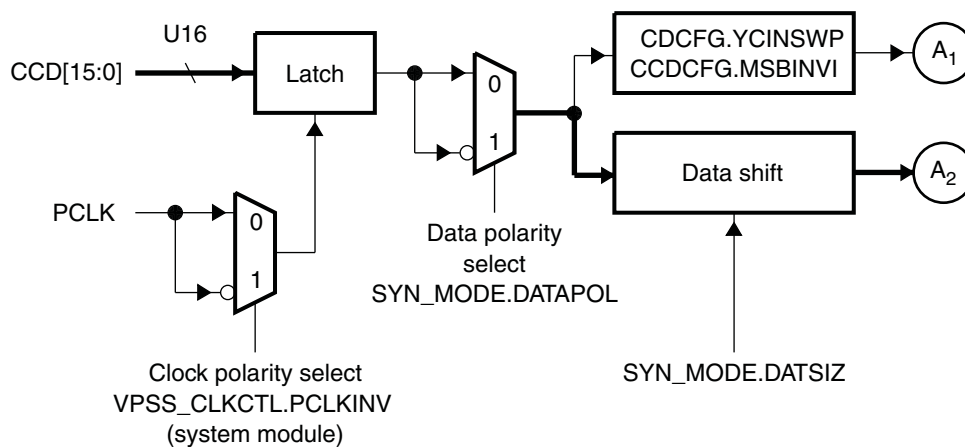 U16
CCD[15:0]
Latch
0
1
CDCFG.YCINSWP
CCDCFG.MSBINVI
A1
Data shift
A2
PCLK
0
1
Data polarity
select
SYN_MODE.DATAPOL
Clock polarity select
VPSS_CLKCTL.PCLKINV
(system module)
SYN_MODE.DATSIZ